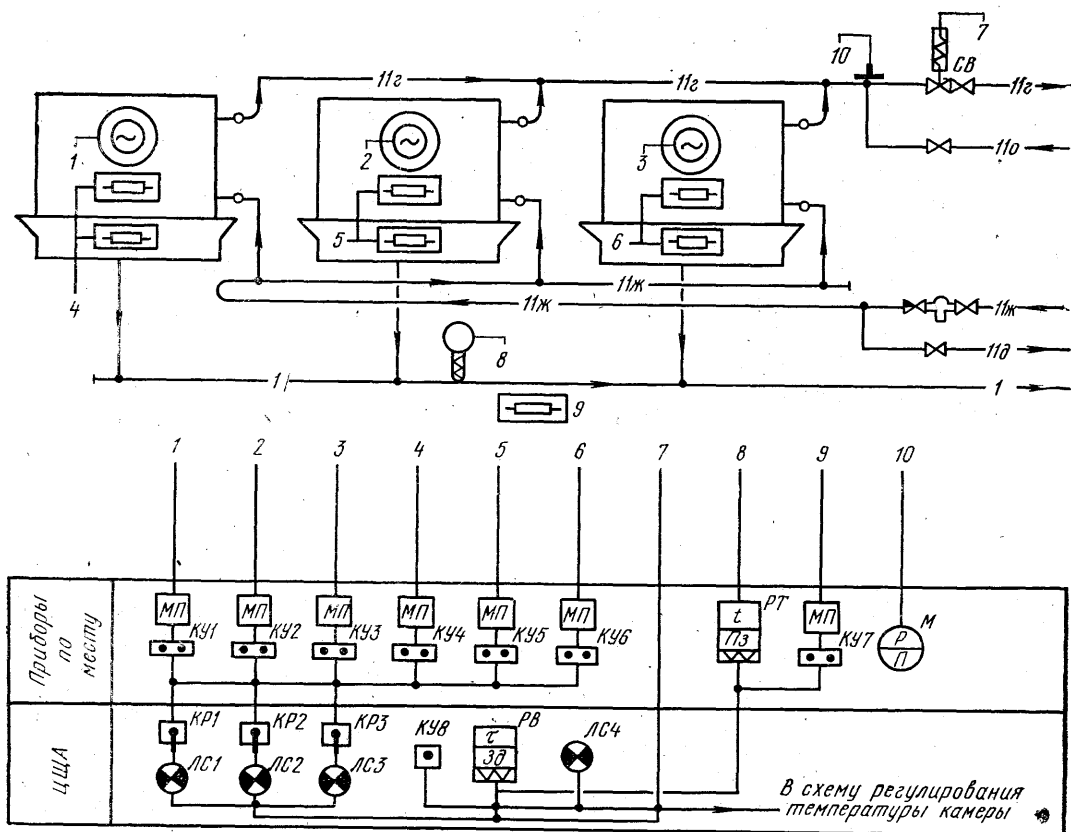 7
10
СВ
11г
11г
11г
11о
1
2
3
4
5
6
11ж
11ж
11ж
11д
8
1
1
9
1 2 3 4 5 6 7 8 9 10
Приборы по месту
МП МП МП МП МП МП
КУ1 КУ2 КУ3 КУ4 КУ5 КУ6
t
Пз
РТ
МП
КУ7
М
Р
П
ЦЩА
КР1 КР2 КР3
ЛС1 ЛС2 ЛС3
КУ8
РВ
τ
Зд
ЛС4
В схему регулирования
температуры камеры